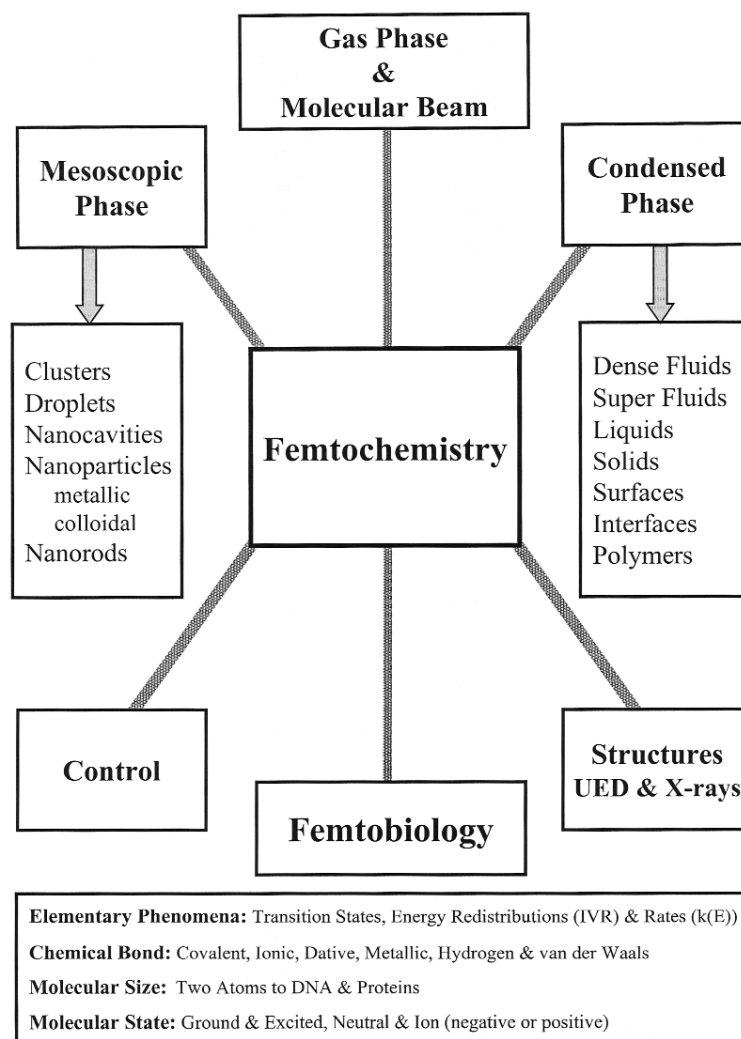 Gas Phase
&
Molecular Beam
Mesoscopic
Phase
Condensed
Phase
Clusters
Droplets
Nanocavities
Nanoparticles
metallic
colloidal
Nanorods
Femtochemistry
Dense Fluids
Super Fluids
Liquids
Solids
Surfaces
Interfaces
Polymers
Control
Femtobiology
Structures
UED & X-rays
Elementary Phenomena: Transition States, Energy Redistributions (IVR) & Rates (k(E))
Chemical Bond: Covalent, Ionic, Dative, Metallic, Hydrogen & van der Waals
Molecular Size: Two Atoms to DNA & Proteins
Molecular State: Ground & Excited, Neutral & Ion (negative or positive)